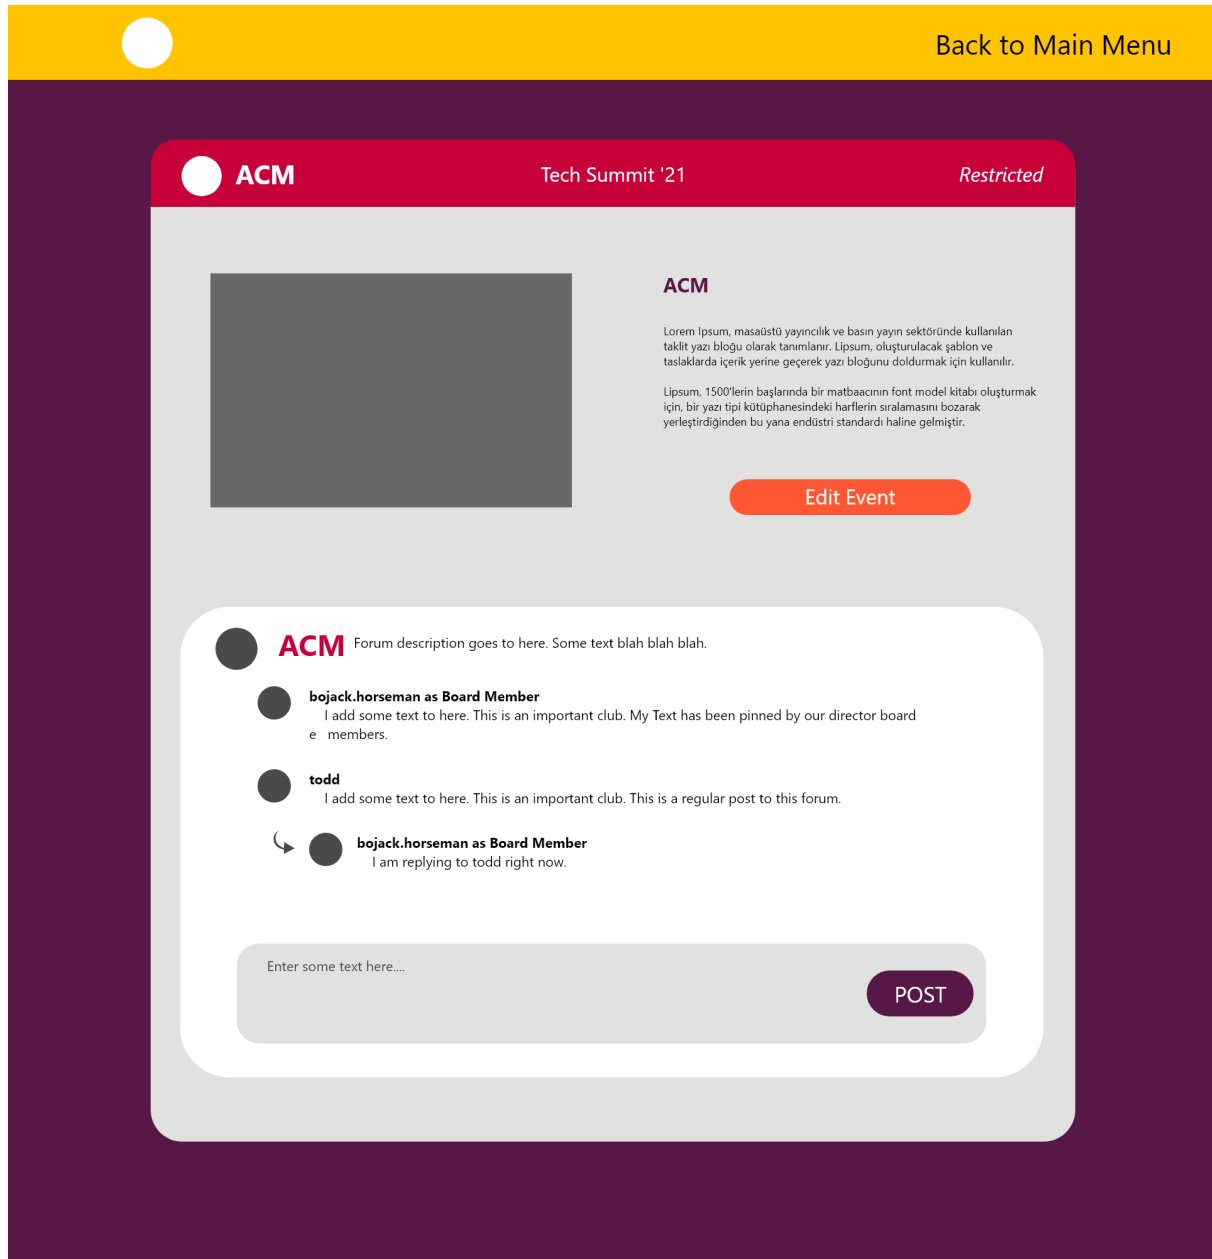 Back to Main Menu
ACM
Tech Summit '21
Restricted
ACM
Lorem Ipsum, masaüstü yayıncılık ve basın yayın sektöründe kullanılan
taklit yazı bloğu olarak tanımlanır. Lipsum, oluşturulacak şablon ve
taslaklarda içerik yerine geçerek yazı bloğunu doldurmak için kullanılır.
Lipsum, 1500'lerin başlarında bir matbaacının font model kitabı oluşturmak
için, bir yazı tipi kütüphanesindeki harflerin sıralamasını bozarak
yerleştirdiğinden bu yana endüstri standardı haline gelmiştir.
Edit Event
ACM Forum description goes to here. Some text blah blah blah.
bojack.horseman as Board Member
I add some text to here. This is an important club. My Text has been pinned by our director board
e members.
todd
I add some text to here. This is an important club. This is a regular post to this forum.
bojack.horseman as Board Member
I am replying to todd right now.
Enter some text here....
POST